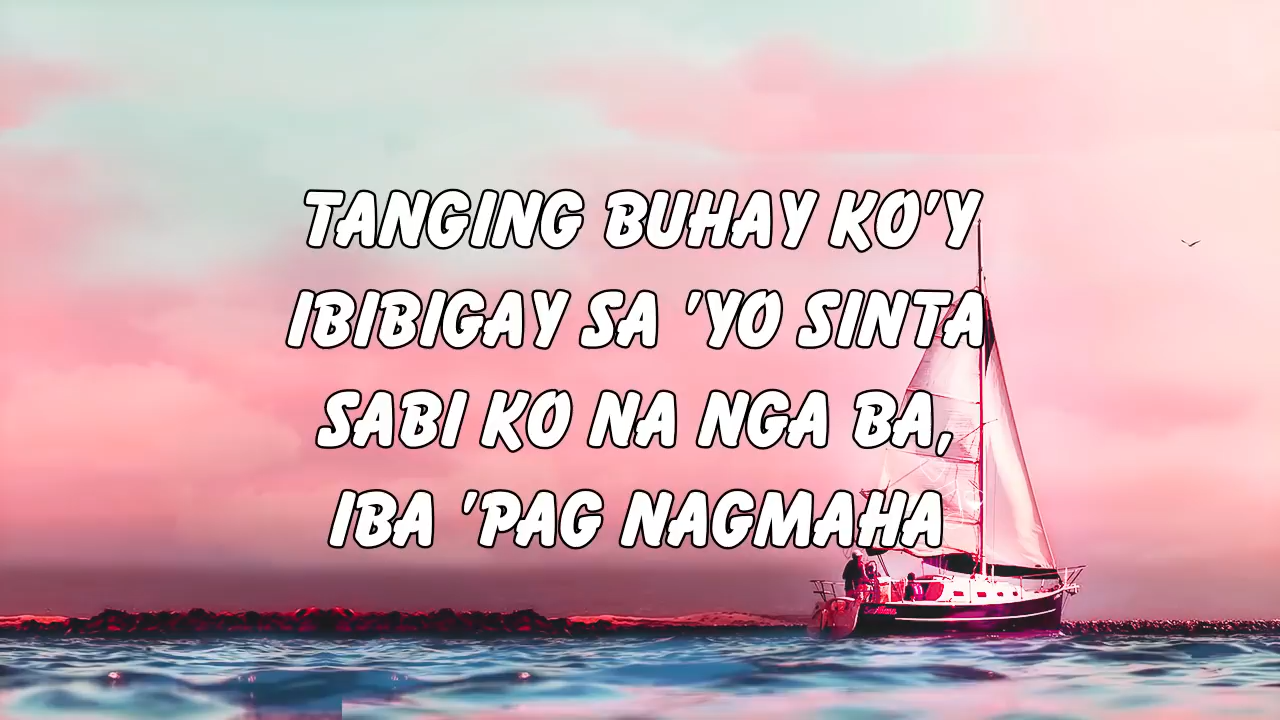 TANGING BUHAY KO'Y
IBIBIGAY SA 'YO SINTA
SABI KO NA NGA BA,
IBA 'PAG NAGMAHA